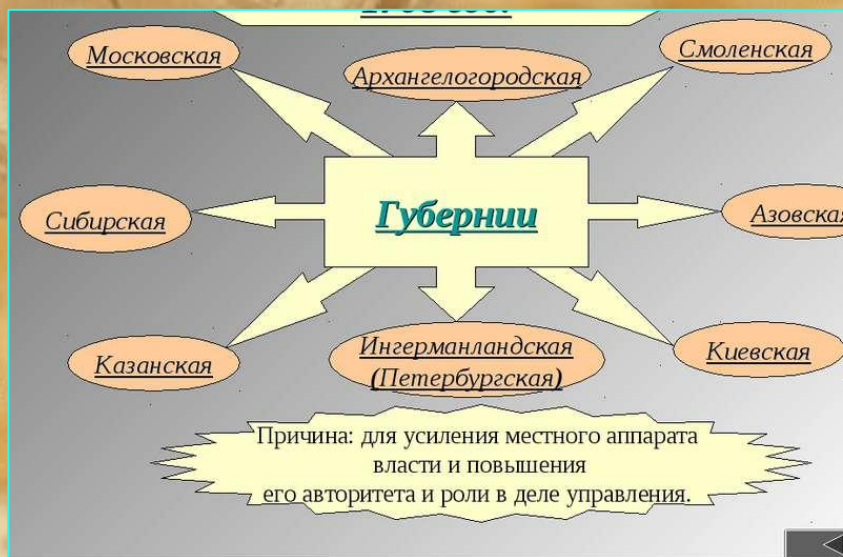 Московская
Архангелогородская
Смоленская
Сибирская
Губернии
Казанская
Ингерманландская
(Петербургская)
Киевская
Причина: для усиления местного аппарата
власти и повышения
его авторитета и роли в деле управления.